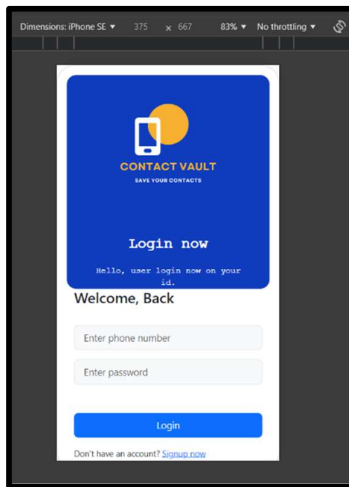 Dimensions: iPhone SE ▼ 375 x 667 83% ▼ No throttling ▼
CONTACT VAULT
SAVE YOUR CONTACTS
Login now
Hello, user login now on your
id.
Welcome, Back
Enter phone number
Enter password
Login
Don't have an account? Signup now